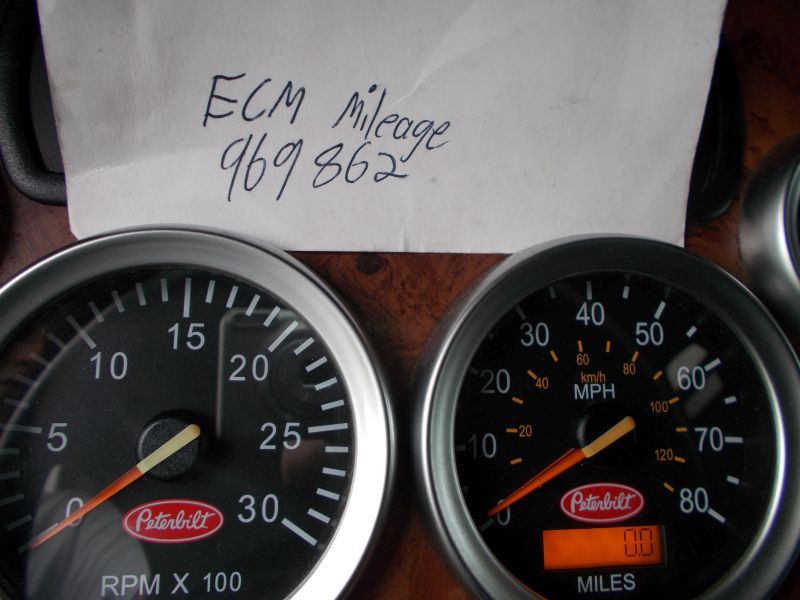 ECM Mileage
969862
0 5 10 15 20 25 30
Peterbilt
RPM X 100
0 10 20 30 40 50 60 70 80
20 40 60 80 100 120
km/h
MPH
Peterbilt
0.0
MILES